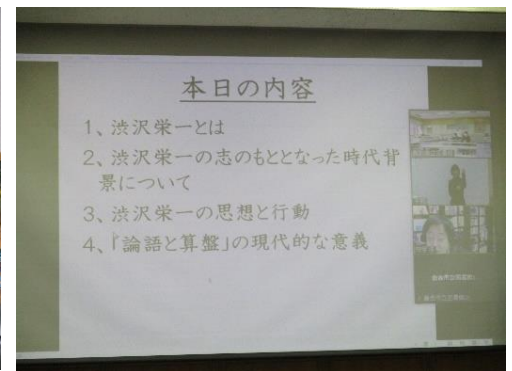 本日の内容
1、渋沢栄一とは
2、渋沢栄一の志のもととなった時代背
景について
3、渋沢栄一の思想と行動
4、『論語と算盤』の現代的な意義